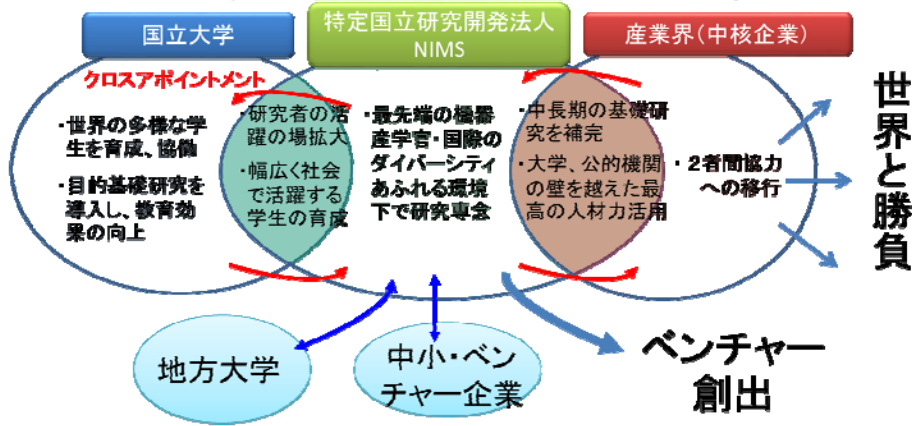 国立大学
特定国立研究開発法人
NIMS
産業界(中核企業)
クロスアポイントメント
・世界の多様な学
生を育成、協働
・目的基礎研究を
導入し、教育効
果の向上
・研究者の活
躍の場拡大
・幅広く社会
で活躍する
学生の育成
・最先端の機器
産学官・国際の
ダイバーシティ
あふれる環境
下で研究専念
・中長期の基礎研
究を補完
・大学、公的機関
の壁を越えた最
高の人材力活用
・2者間協力
への移行
世界と勝負
地方大学
中小・ベン
チャー企業
ベンチャー
創出